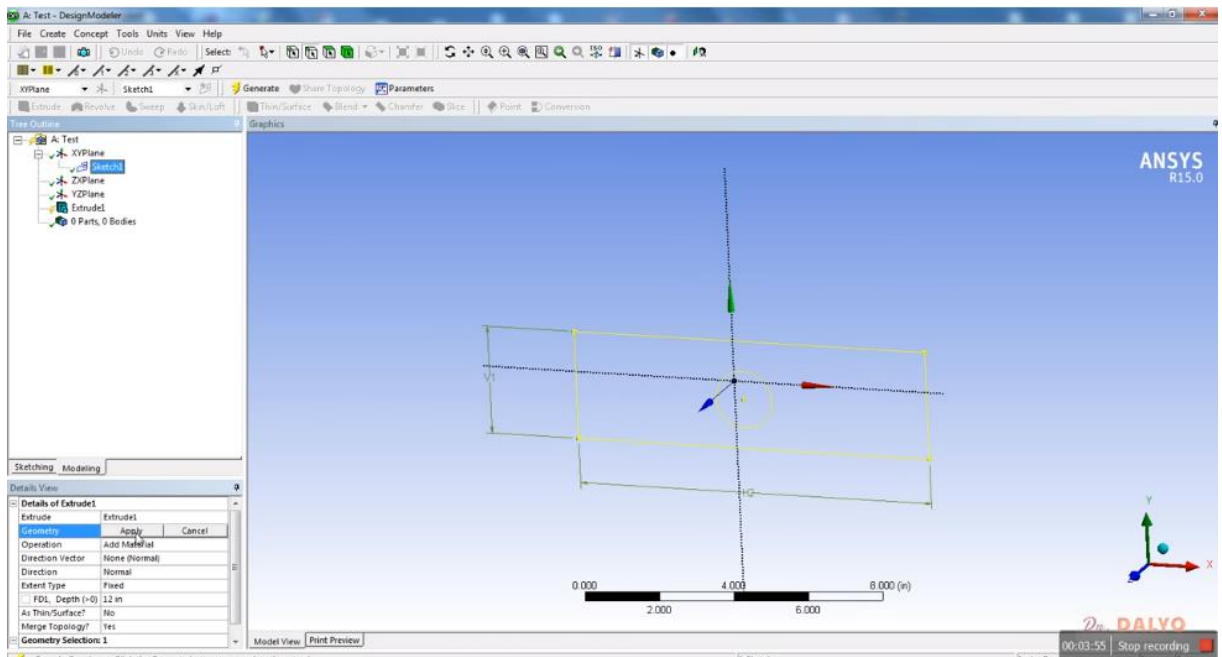 A: Test - DesignModeler
File Create Concept Tools Units View Help
Undo Redo Select:
XYPlane Sketch1 Generate Share Topology Parameters
Extrude Revolve Sweep Skin/Loft Thin/Surface Blend Chamfer Slice Point Conversion
Tree Outline
Graphics
A: Test
XYPlane
Sketch1
ZXPlane
YZPlane
Extrude1
0 Parts, 0 Bodies
ANSYS
R15.0
V1
Sketching Modeling
Details View
Details of Extrude1
Extrude Extrude1
Geometry Apply Cancel
Operation Add Material
Direction Vector None (Normal)
Direction Normal
Extent Type Fixed
FD1, Depth (>0) 12 in
As Thin/Surface? No
Merge Topology? Yes
Geometry Selection: 1
0.000 4.000 8.000 (in)
2.000 6.000
Y
X
Model View Print Preview
Dr. DALYO
00:03:55 Stop recording